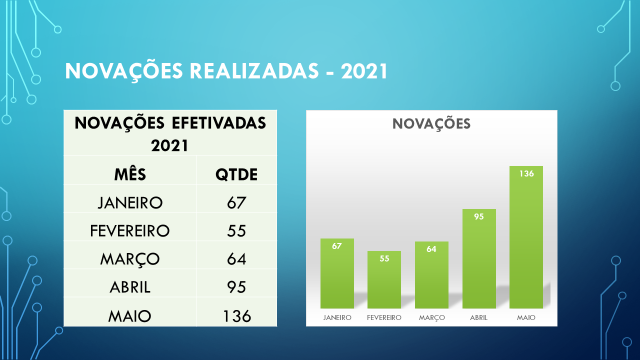 NOVAÇÕES REALIZADAS - 2021
NOVAÇÕES EFETIVADAS
2021
MÊS QTDE
JANEIRO 67
FEVEREIRO 55
MARÇO 64
ABRIL 95
MAIO 136
NOVAÇÕES
67 55 64 95 136
JANEIRO FEVEREIRO MARÇO ABRIL MAIO